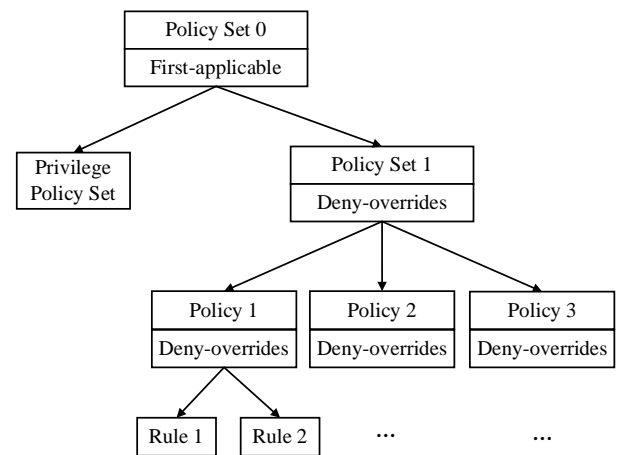 Policy Set 0
First-applicable
Privilege
Policy Set
Policy Set 1
Deny-overrides
Policy 1
Policy 2
Policy 3
Deny-overrides
Deny-overrides
Deny-overrides
Rule 1
Rule 2
...
...